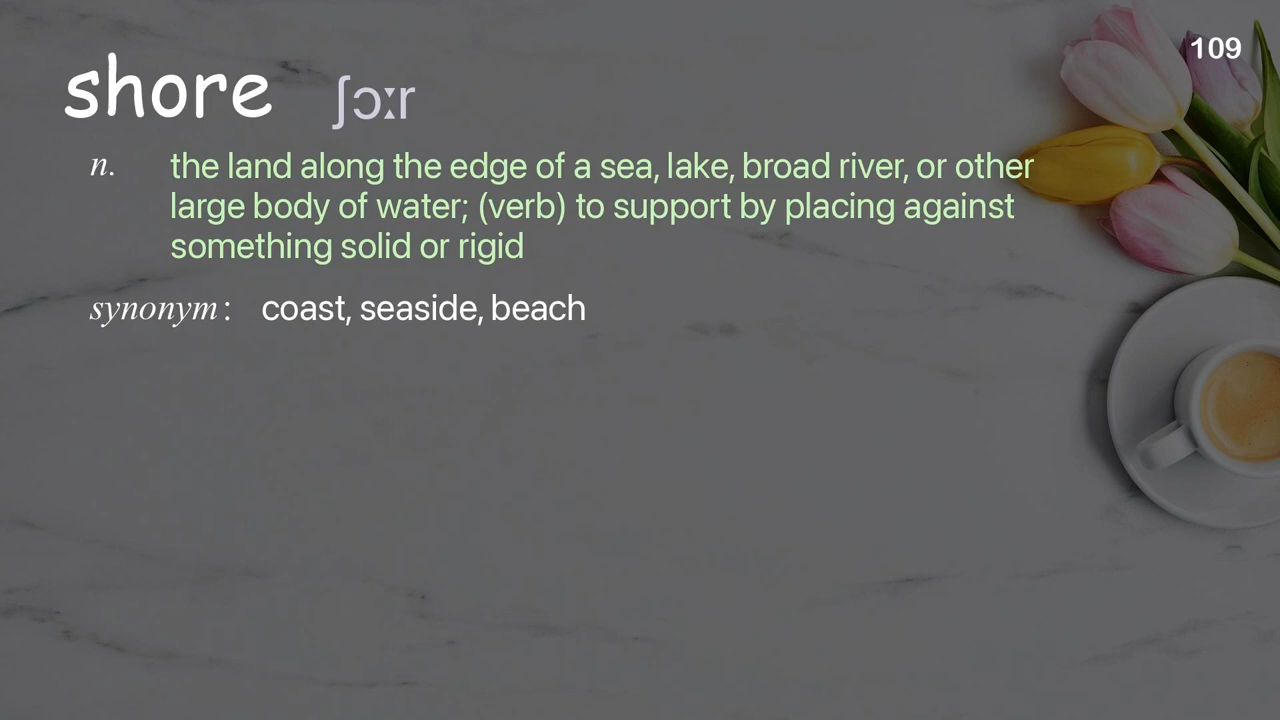 109
shore ʃɔːr
n. the land along the edge of a sea, lake, broad river, or other
large body of water; (verb) to support by placing against
something solid or rigid
synonym: coast, seaside, beach